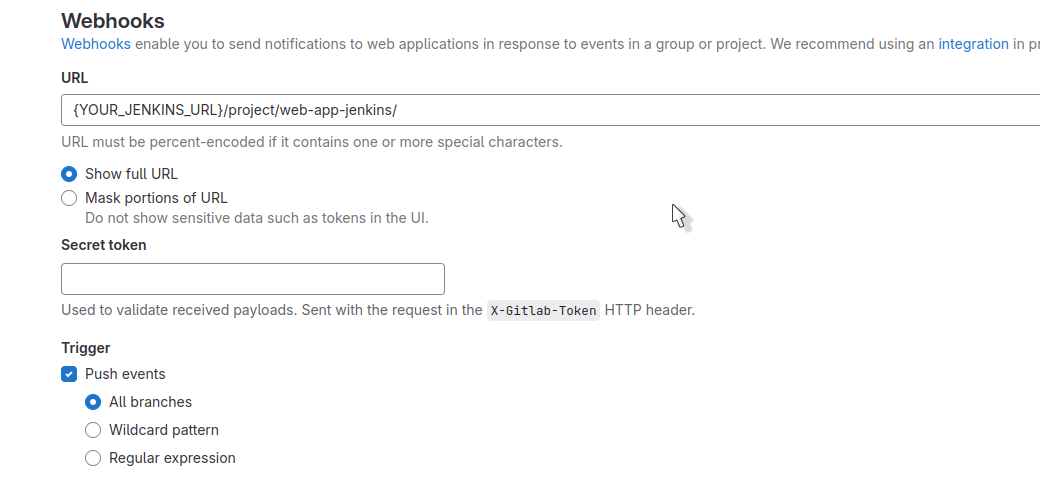 Webhooks
Webhooks enable you to send notifications to web applications in response to events in a group or project. We recommend using an integration in
URL
{YOUR_JENKINS_URL}/project/web-app-jenkins/
URL must be percent-encoded if it contains one or more special characters.
Show full URL
Mask portions of URL
Do not show sensitive data such as tokens in the UI.
Secret token
Used to validate received payloads. Sent with the request in the X-Gitlab-Token HTTP header.
Trigger
Push events
All branches
Wildcard pattern
Regular expression